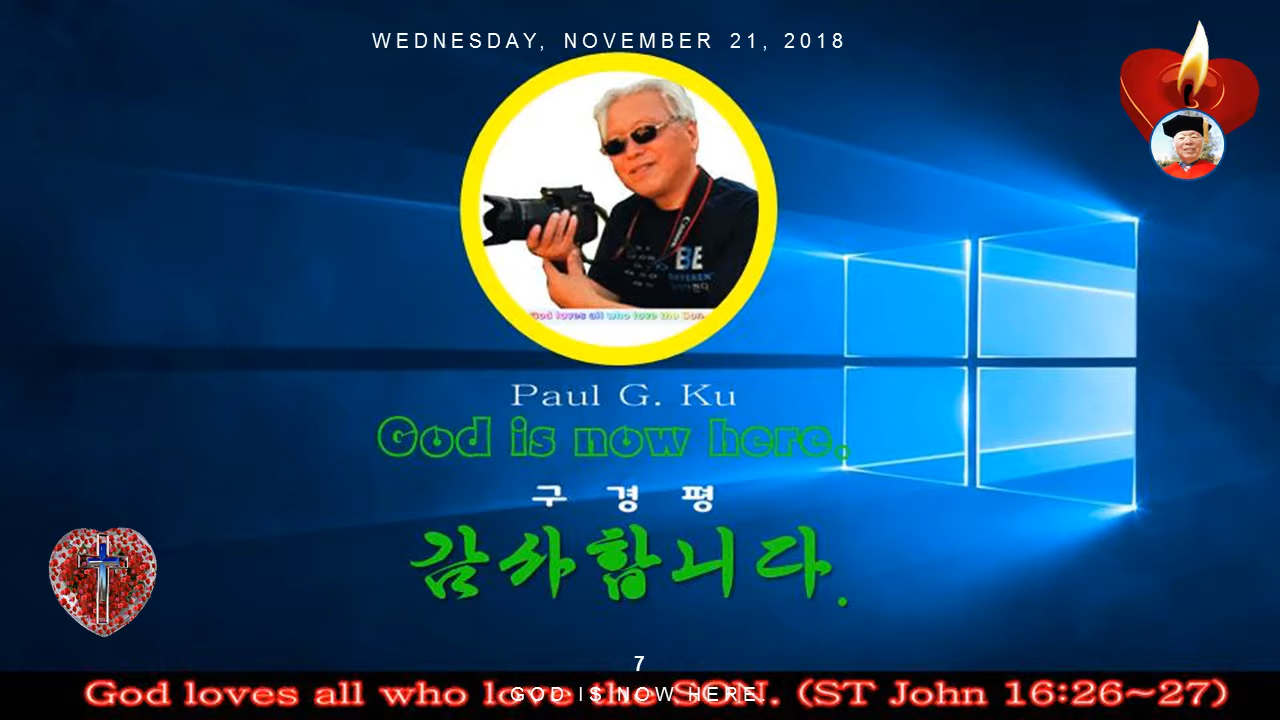 WEDNESDAY, NOVEMBER 21, 2018
BE
God loves all who love the Son
Paul G. Ku
God is now here.
구 경 평
감사합니다.
7
God loves all who love the SON. (ST John 16:26~27)
GOD IS NOW HERE.